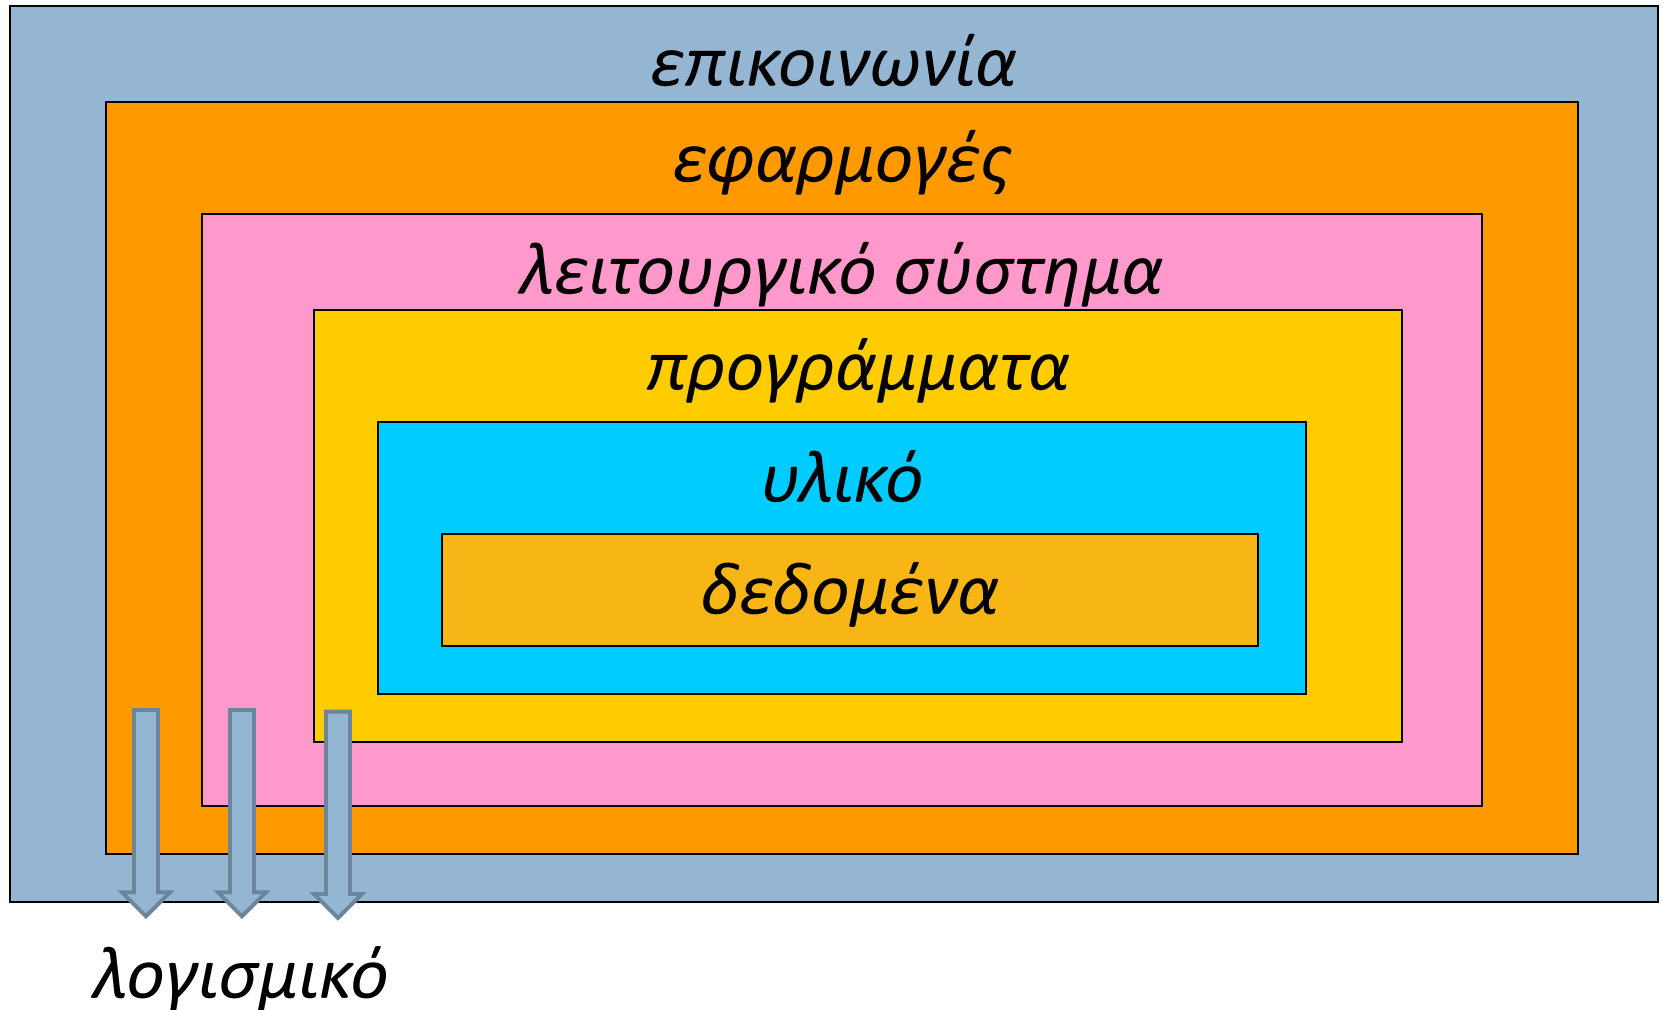 επικοινωνία
εφαρμογές
λειτουργικό σύστημα
προγράμματα
υλικό
δεδομένα
λογισμικό